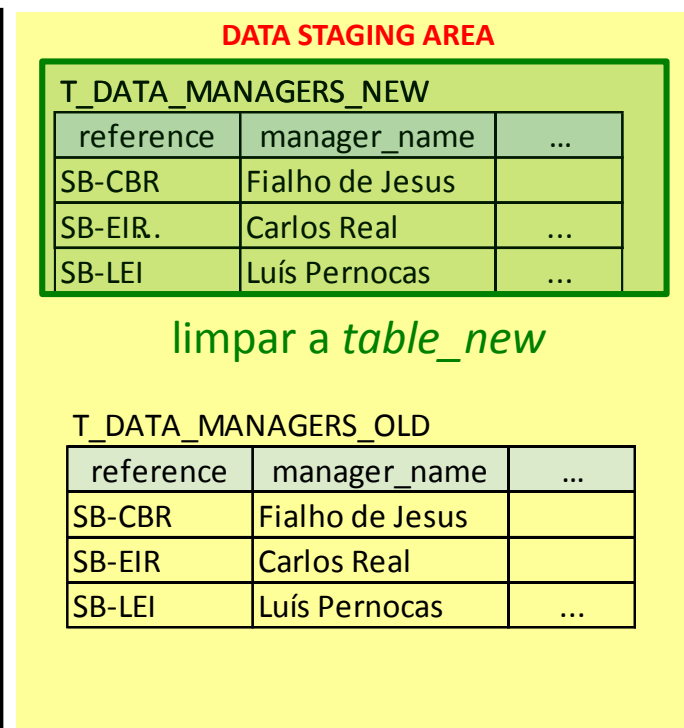 DATA STAGING AREA
T_DATA_MANAGERS_NEW
reference manager_name ...
SB-CBR Fialho de Jesus
SB-EIR.. Carlos Real ...
SB-LEI Luís Pernocas ...
limpar a table_new
T_DATA_MANAGERS_OLD
reference manager_name ...
SB-CBR Fialho de Jesus
SB-EIR Carlos Real
SB-LEI Luís Pernocas ...